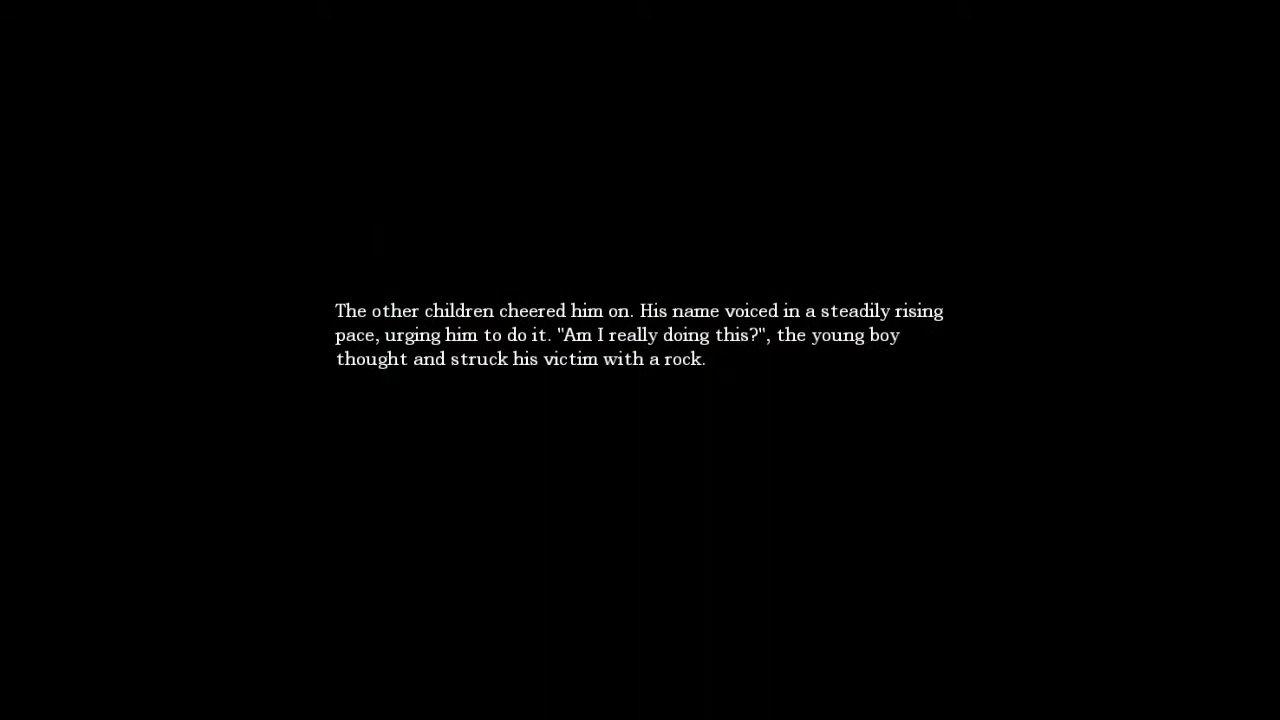 The other children cheered him on. His name voiced in a steadily rising
pace, urging him to do it. "Am I really doing this?", the young boy
thought and struck his victim with a rock.